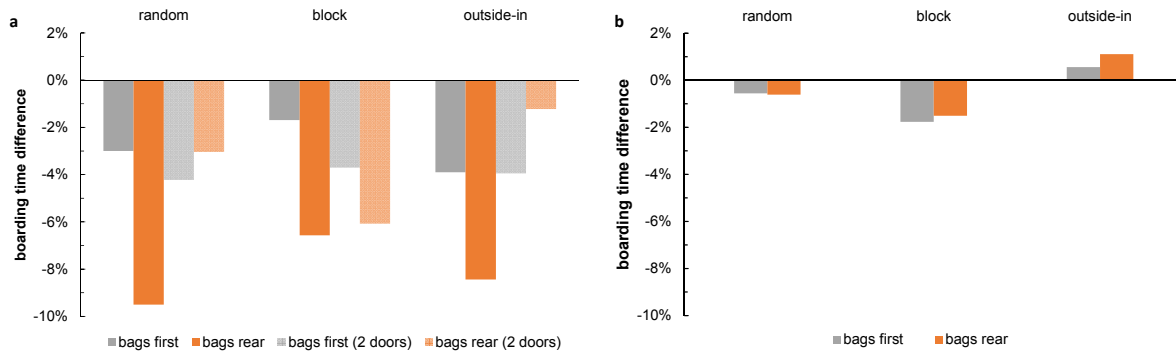 a
random block outside-in
2%
0%
-2%
-4%
-6%
-8%
-10%
boarding time difference
bags first bags rear bags first (2 doors) bags rear (2 doors)
b
random block outside-in
2%
0%
-2%
-4%
-6%
-8%
-10%
boarding time difference
bags first bags rear